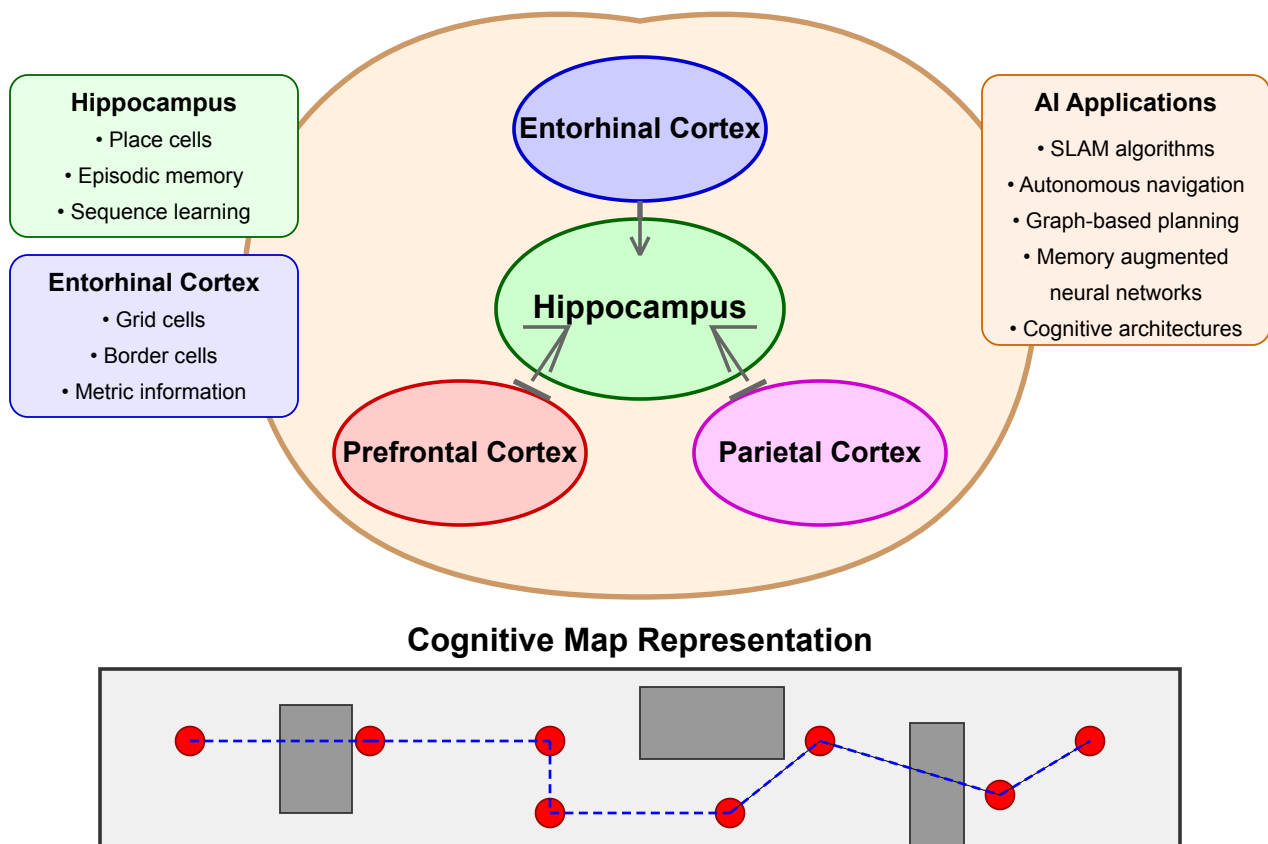 Hippocampus
• Place cells
• Episodic memory
• Sequence learning
Entorhinal Cortex
• Grid cells
• Border cells
• Metric information
Entorhinal Cortex
Hippocampus
Prefrontal Cortex
Parietal Cortex
AI Applications
• SLAM algorithms
• Autonomous navigation
• Graph-based planning
• Memory augmented
neural networks
• Cognitive architectures
Cognitive Map Representation